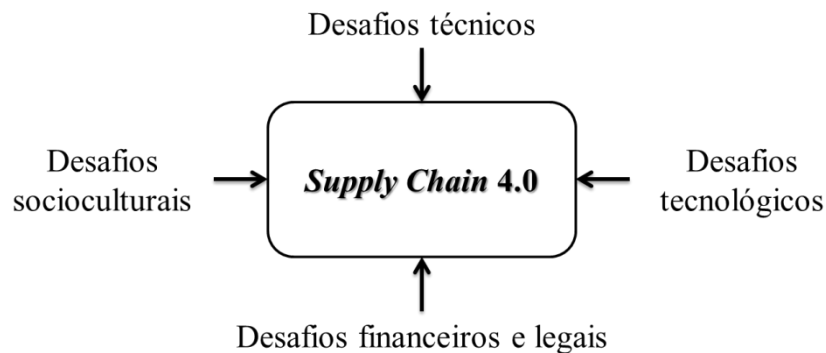 Desafios técnicos
Desafios
socioculturais
Supply Chain 4.0
Desafios
tecnológicos
Desafios financeiros e legais